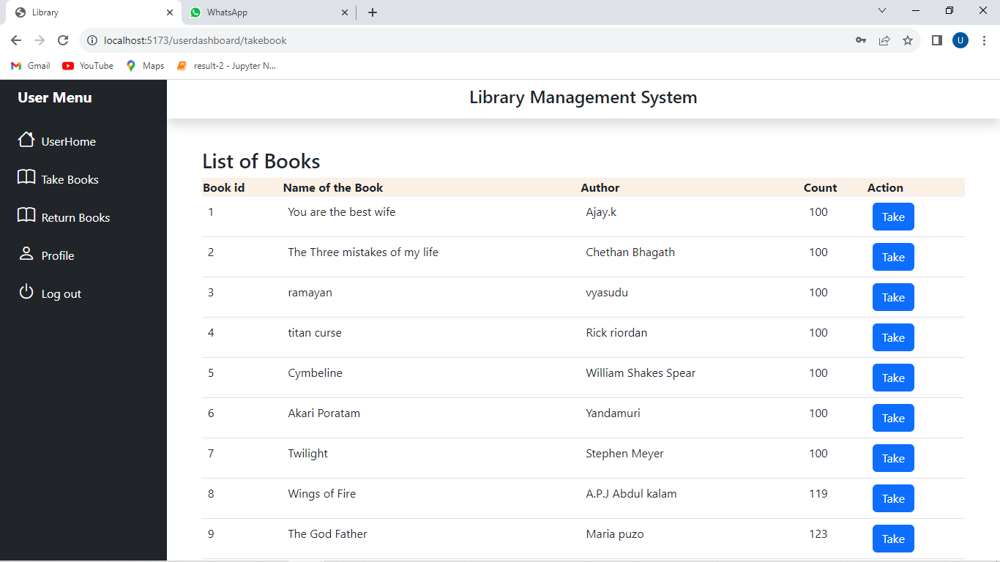 Library
WhatsApp
localhost:5173/userdashboard/takebook
U
Gmail YouTube Maps result-2 - Jupyter N...
User Menu
UserHome
Take Books
Return Books
Profile
Log out
Library Management System
List of Books
Book id Name of the Book Author Count Action
1 You are the best wife Ajay.k 100 Take
2 The Three mistakes of my life Chethan Bhagath 100 Take
3 ramayan vyasudu 100 Take
4 titan curse Rick riordan 100 Take
5 Cymbeline William Shakes Spear 100 Take
6 Akari Poratam Yandamuri 100 Take
7 Twilight Stephen Meyer 100 Take
8 Wings of Fire A.P.J Abdul kalam 119 Take
9 The God Father Maria puzo 123 Take